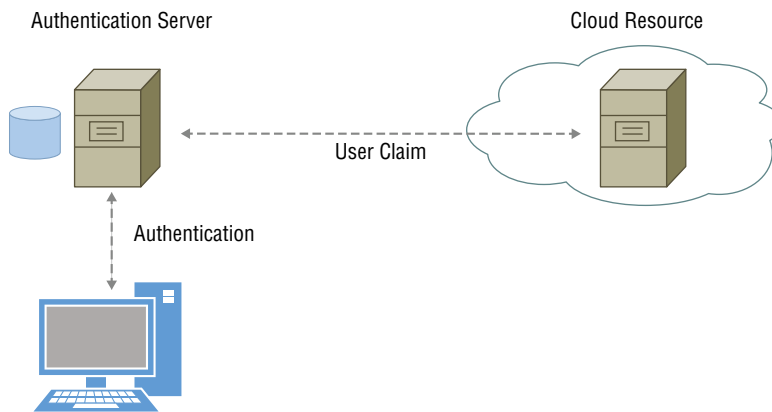 Authentication Server
Cloud Resource
User Claim
Authentication